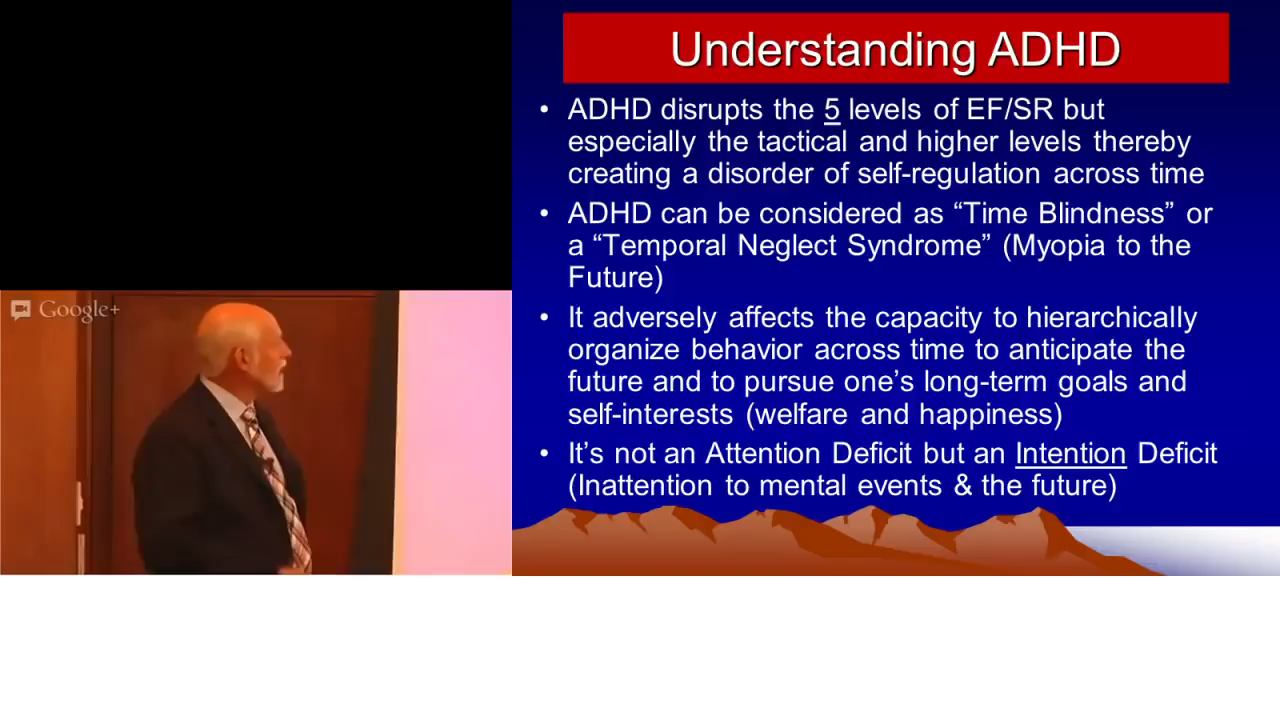 Understanding ADHD
• ADHD disrupts the 5 levels of EF/SR but
especially the tactical and higher levels thereby
creating a disorder of self-regulation across time
• ADHD can be considered as “Time Blindness” or
a “Temporal Neglect Syndrome” (Myopia to the
Future)
• It adversely affects the capacity to hierarchically
organize behavior across time to anticipate the
future and to pursue one’s long-term goals and
self-interests (welfare and happiness)
• It’s not an Attention Deficit but an Intention Deficit
(Inattention to mental events & the future)
Google+